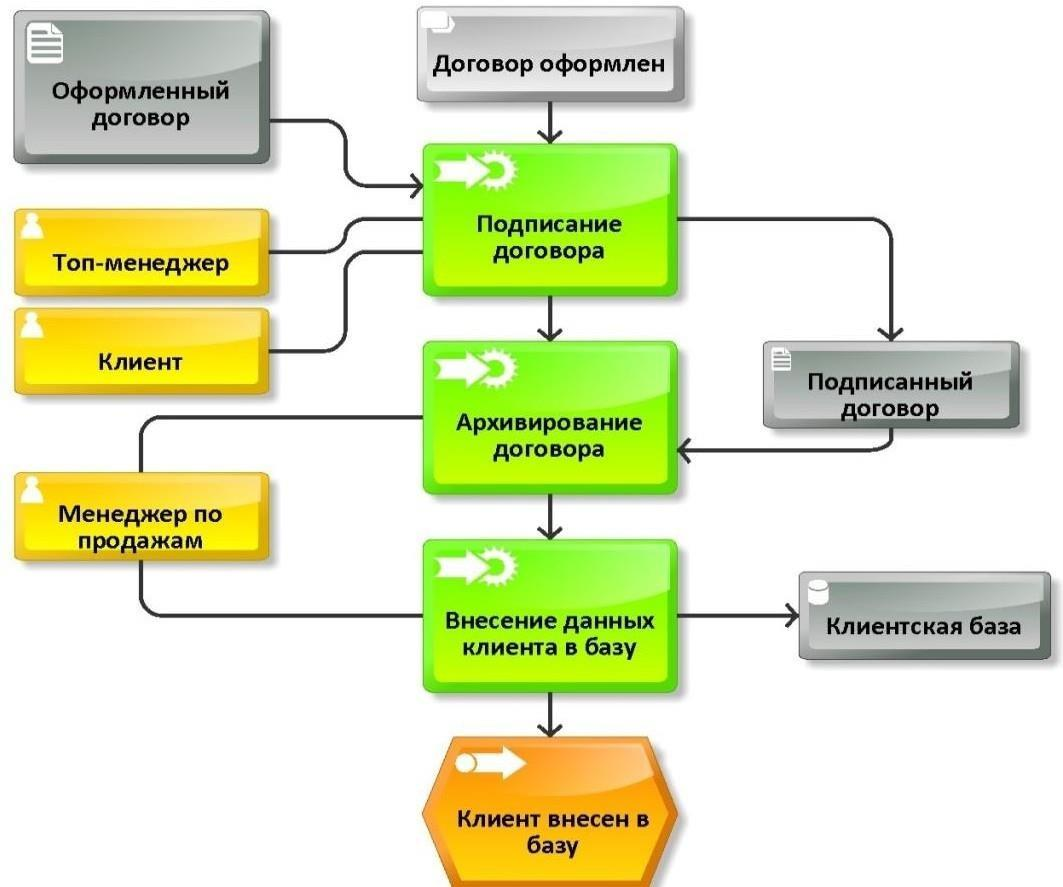 Оформленный
договор
Договор оформлен
Подписание
договора
Топ-менеджер
Клиент
Архивирование
договора
Подписанный
договор
Менеджер по
продажам
Внесение данных
клиента в базу
Клиентская база
Клиент внесен в
базу